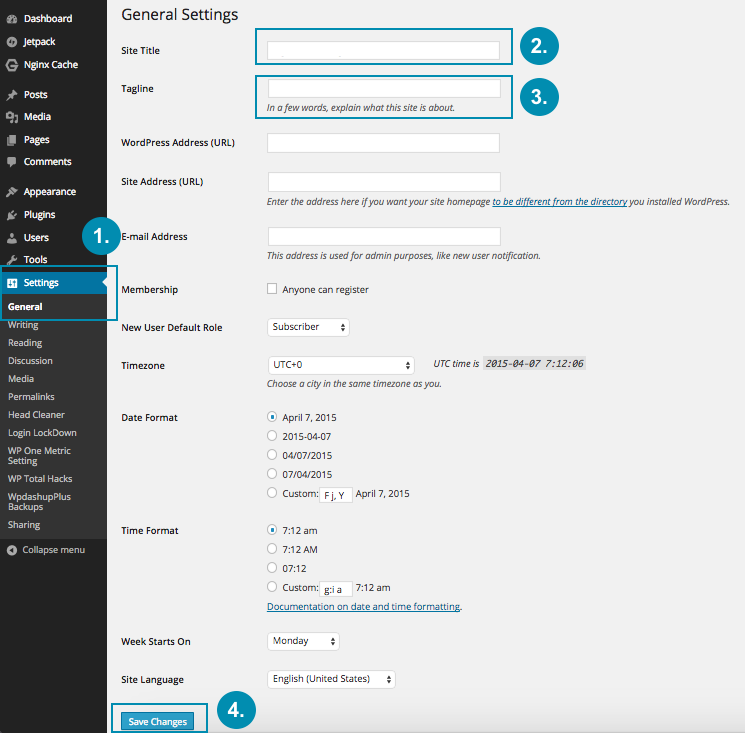 Dashboard
Jetpack
Nginx Cache
Posts
Media
Pages
Comments
Appearance
Plugins
Users
Tools
Settings
General
Writing
Reading
Discussion
Media
Permalinks
Head Cleaner
Login LockDown
WP One Metric
Setting
WP Total Hacks
WpdashupPlus
Backups
Sharing
Collapse menu
1.
General Settings
Site Title
2.
Tagline
3.
In a few words, explain what this site is about.
WordPress Address (URL)
Site Address (URL)
Enter the address here if you want your site homepage to be different from the directory you installed WordPress.
E-mail Address
This address is used for admin purposes, like new user notification.
Membership Anyone can register
New User Default Role Subscriber
Timezone UTC+0 UTC time is 2015-04-07 7:12:06
Choose a city in the same timezone as you.
Date Format April 7, 2015
2015-04-07
04/07/2015
07/04/2015
Custom: F j, Y April 7, 2015
Time Format 7:12 am
7:12 AM
07:12
Custom: g:i a 7:12 am
Documentation on date and time formatting.
Week Starts On Monday
Site Language English (United States)
Save Changes
4.